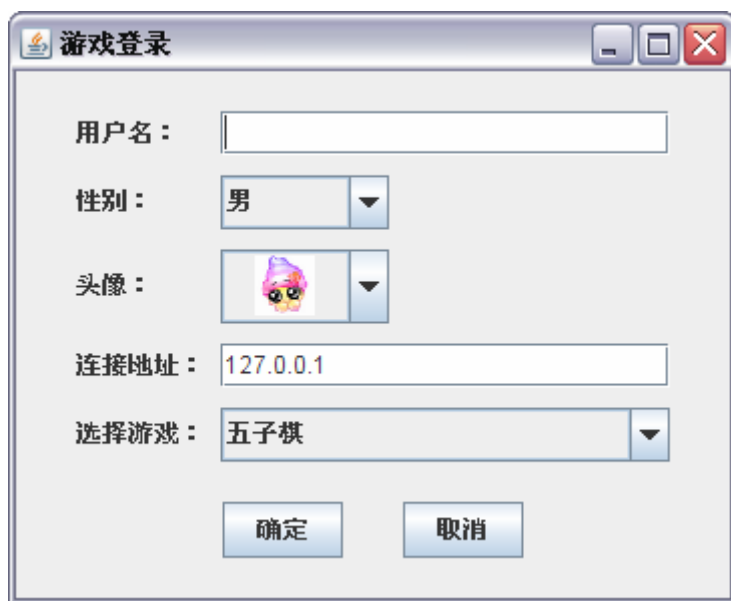 游戏登录
用户名：
性别： 男
头像：
连接地址： 127.0.0.1
选择游戏： 五子棋
确定 取消